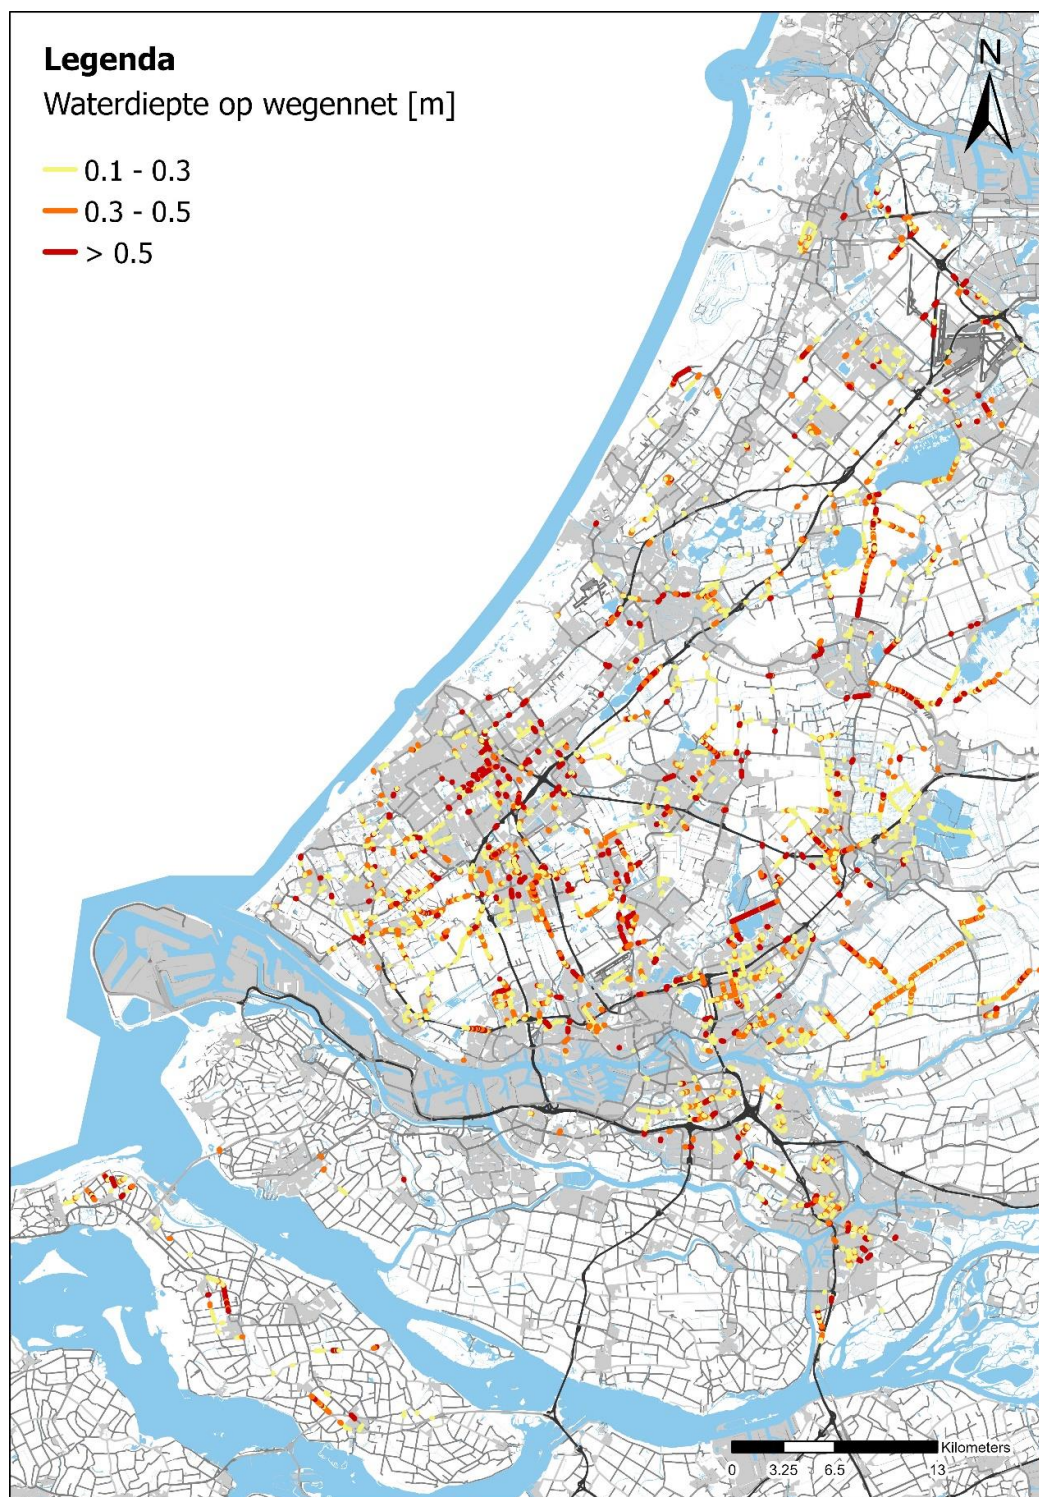 Legenda
Waterdiepte op wegennet [m]
0.1 - 0.3
0.3 - 0.5
> 0.5
N
Kilometers
0 3.25 6.5 13